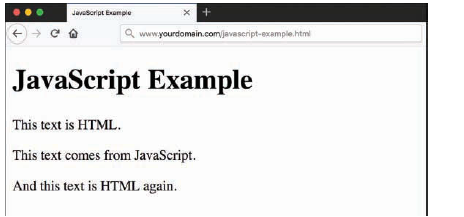 JavaScript Example
www.yourdomain.com/javascript-example.html
JavaScript Example
This text is HTML.
This text comes from JavaScript.
And this text is HTML again.